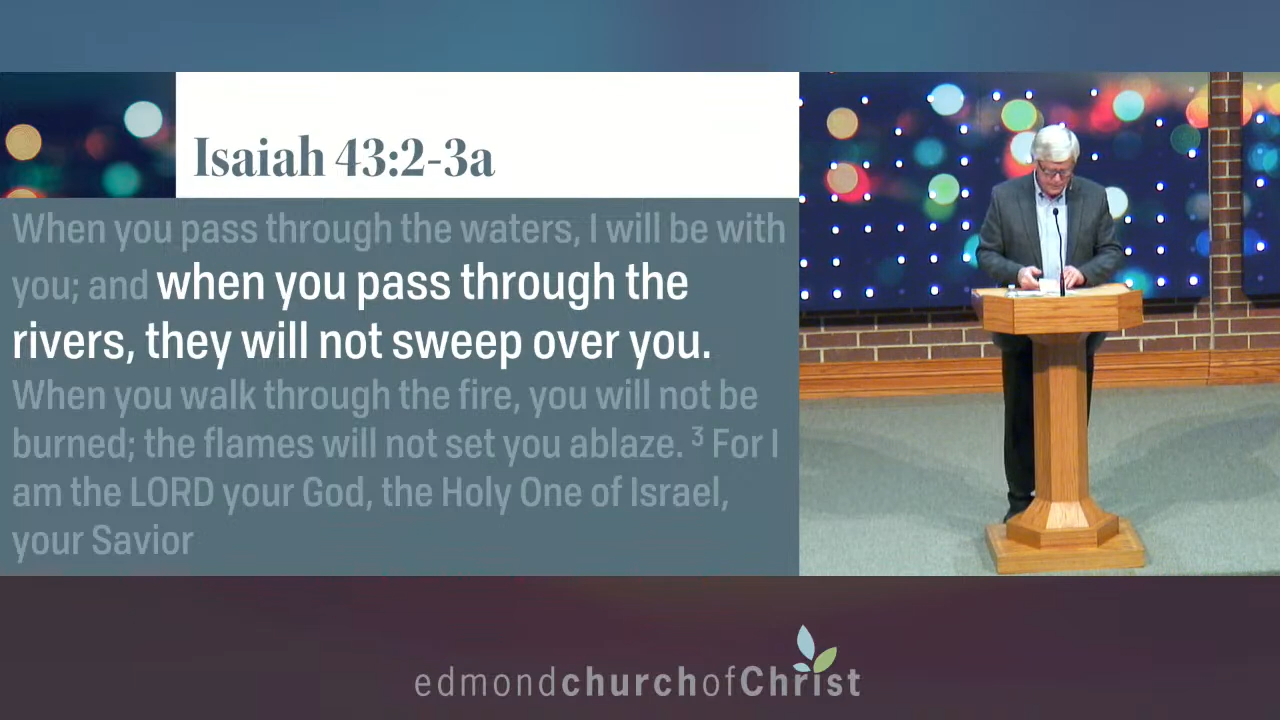 Isaiah 43:2-3a
When you pass through the waters, I will be with
you; and when you pass through the
rivers, they will not sweep over you.
When you walk through the fire, you will not be
burned; the flames will not set you ablaze. ³ For I
am the LORD your God, the Holy One of Israel,
your Savior
edmondchurchofChrist